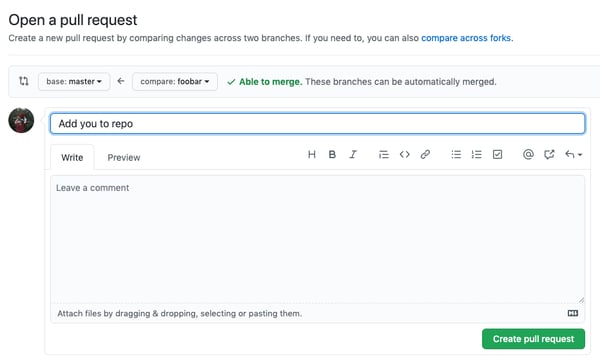 Open a pull request
Create a new pull request by comparing changes across two branches. If you need to, you can also compare across forks.
base: master compare: foobar Able to merge. These branches can be automatically merged.
Add you to repo
Write Preview H B I
Leave a comment
Attach files by dragging & dropping, selecting or pasting them.
Create pull request